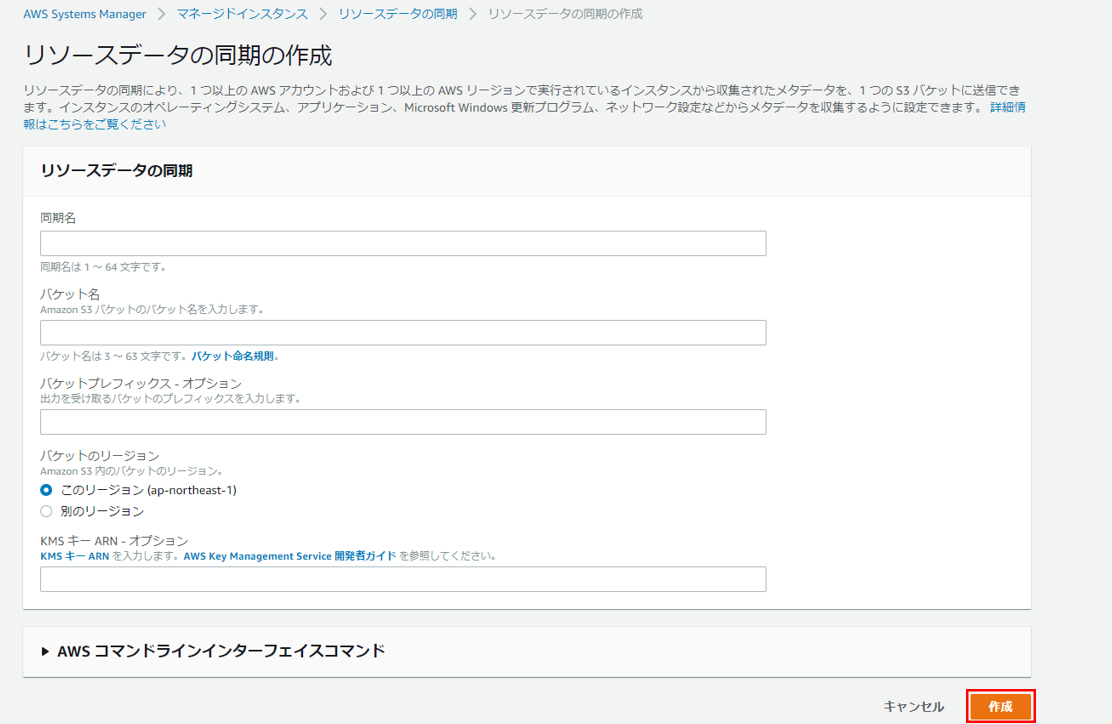 AWS Systems Manager > マネージドインスタンス > リソースデータの同期 > リソースデータの同期の作成
リソースデータの同期の作成
リソースデータの同期により、1 つ以上の AWS アカウントおよび 1 つ以上の AWS リージョンで実行されているインスタンスから収集されたメタデータを、1 つの S3 バケットに送信でき
ます。インスタンスのオペレーティングシステム、アプリケーション、Microsoft Windows 更新プログラム、ネットワーク設定などからメタデータを収集するように設定できます。 詳細情
報はこちらをご覧ください
リソースデータの同期
同期名
同期名は 1 ～ 64 文字です。
バケット名
Amazon S3 バケットのバケット名を入力します。
バケット名は 3 ～ 63 文字です。バケット命名規則。
バケットプレフィックス - オプション
出力を受け取るバケットのプレフィックスを入力します。
バケットのリージョン
Amazon S3 内のバケットのリージョン。
このリージョン (ap-northeast-1)
別のリージョン
KMS キー ARN - オプション
KMS キー ARN を入力します。AWS Key Management Service 開発者ガイド を参照してください。
AWS コマンドラインインターフェイスコマンド
キャンセル 作成